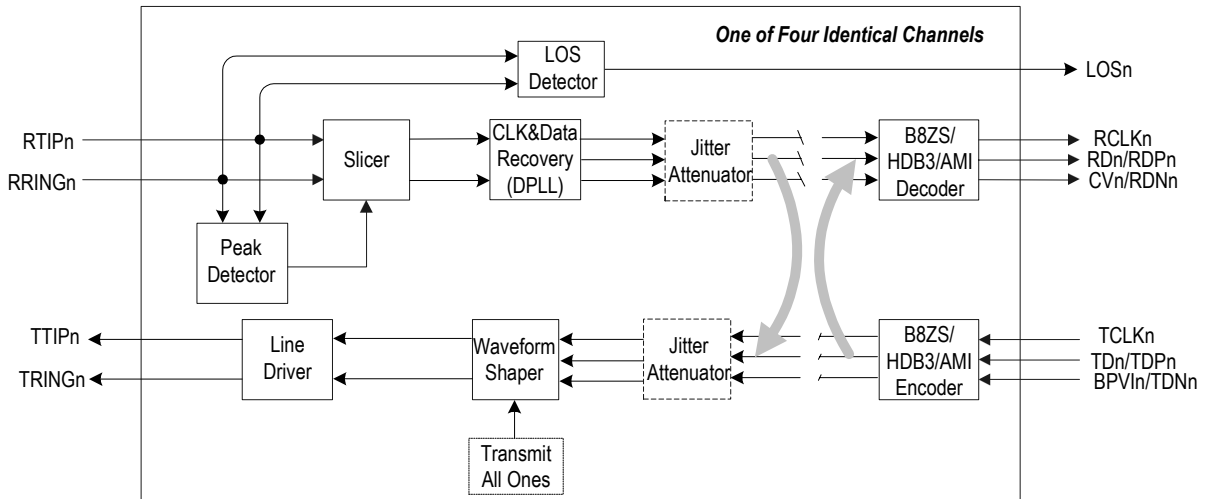 One of Four Identical Channels
LOS
Detector
LOSn
RTIPn
RRINGn
Slicer
CLK&Data
Recovery
(DPLL)
Jitter
Attenuator
B8ZS/
HDB3/AMI
Decoder
RCLKn
RDn/RDPn
CVn/RDNn
Peak
Detector
TTIPn
TRINGn
Line
Driver
Waveform
Shaper
Jitter
Attenuator
B8ZS/
HDB3/AMI
Encoder
TCLKn
TDn/TDPn
BPVIn/TDNn
Transmit
All Ones